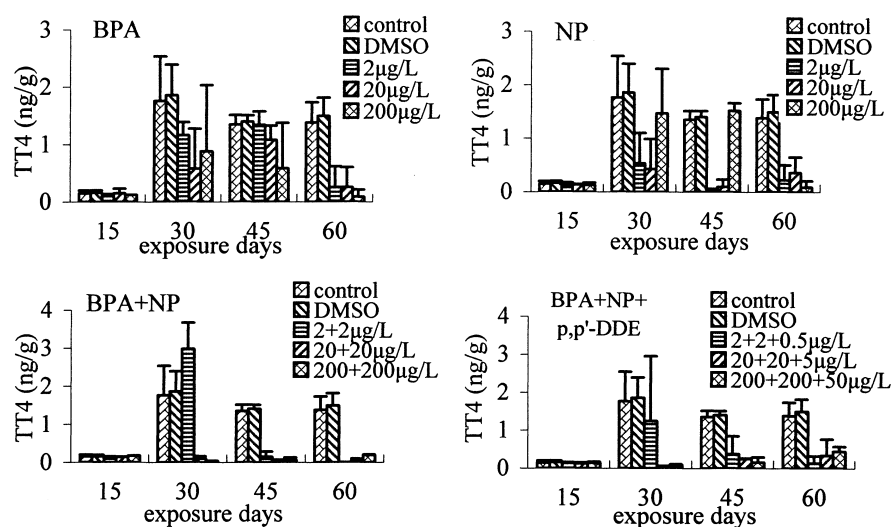 BPA
control
DMSO
2μg/L
20μg/L
200μg/L
TT4 (ng/g)
3
2
1
0
15 30 45 60
exposure days
NP
control
DMSO
2μg/L
20μg/L
200μg/L
TT4 (ng/g)
3
2
1
0
15 30 45 60
exposure days
BPA+NP
control
DMSO
2+2μg/L
20+20μg/L
200+200μg/L
TT4 (ng/g)
4
3
2
1
0
15 30 45 60
exposure days
BPA+NP+
p,p'-DDE
control
DMSO
2+2+0.5μg/L
20+20+5μg/L
200+200+50μg/L
TT4 (ng/g)
4
3
2
1
0
15 30 45 60
exposure days